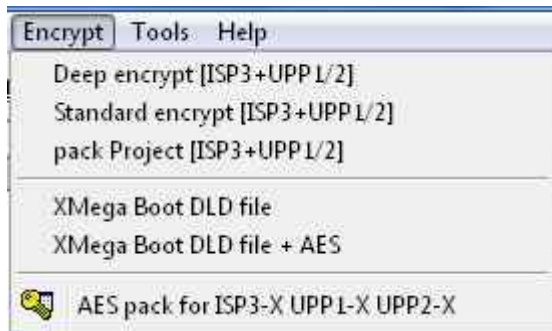 Encrypt Tools Help
Deep encrypt [ISP3+UPP1/2]
Standard encrypt [ISP3+UPP1/2]
pack Project [ISP3+UPP1/2]
XMega Boot DLD file
XMega Boot DLD file + AES
AES pack for ISP3-X UPP1-X UPP2-X